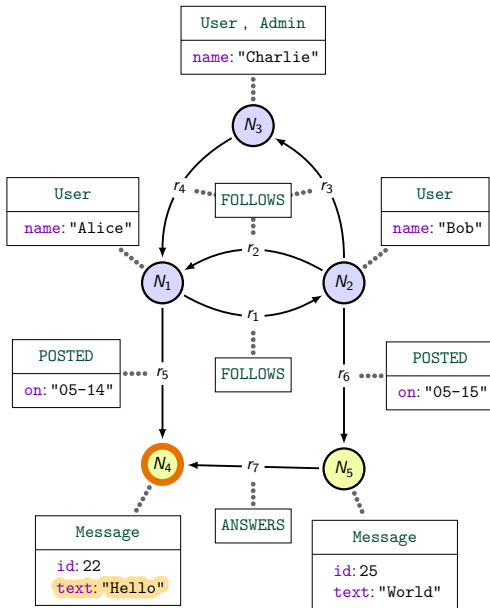 User , Admin
name: "Charlie"
N3
r4
FOLLOWS
r3
User
name: "Alice"
User
name: "Bob"
r2
N1
N2
r1
POSTED
on: "05-14"
r5
FOLLOWS
r6
POSTED
on: "05-15"
N4
r7
N5
Message
id: 22
text: "Hello"
ANSWERS
Message
id: 25
text: "World"